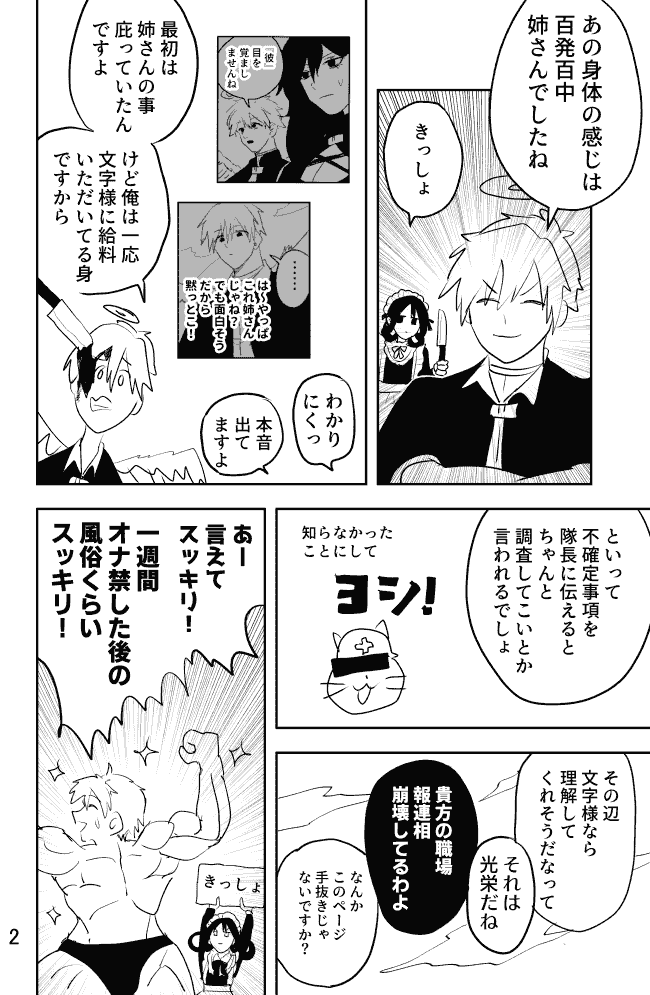 あの身体の感じは
百発百中
姉さんでしたね
きっしょ
最初は
姉さんの事
庇っていたん
ですよ
『彼』
目を
覚まし
ませんね
けど俺は一応
文字様に給料
いただいてる身
ですから
……
は〜やっぱ
これ姉さん
じゃね?
でも面白そう
だから
黙っとこ!
わかり
にくっ
本音
出て
ますよ
といって
不確定事項を
隊長に伝えると
ちゃんと
調査してこいとか
言われるでしょ
知らなかった
ことにして
ヨシ!
その辺
文字様なら
理解して
くれそうだなって
それは
光栄だね
貴方の職場
報連相
崩壊してるわよ
なんか
このページ
手抜きじゃ
ないですか?
あー
言えて
スッキリ!
一週間
オナ禁した後の
風俗くらい
スッキリ!
きっしょ
2